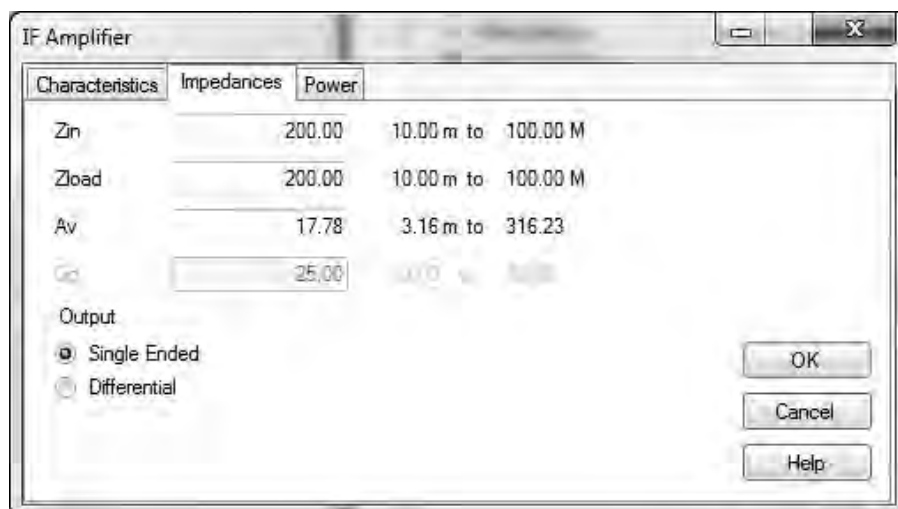 IF Amplifier
Characteristics Impedances Power
Zin 200.00 10.00 m to 100.00 M
Zload 200.00 10.00 m to 100.00 M
Av 17.78 3.16 m to 316.23
25.00
Output
Single Ended
Differential
OK
Cancel
Help